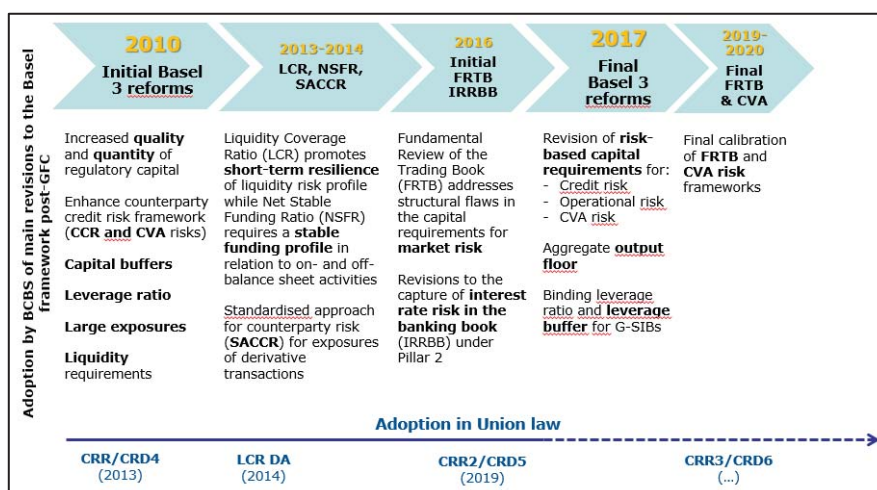 Adoption by BCBS of main revisions to the Basel
framework post-GFC
2010
Initial Basel
3 reforms
2013-2014
LCR, NSFR,
SACCR
2016
Initial
FRTB
IRRBB
2017
Final
Basel 3
reforms
2019-
2020
Final
FRTB
& CVA
Increased quality
and quantity of
regulatory capital
Enhance counterparty
credit risk framework
(CCR and CVA risks)
Capital buffers
Leverage ratio
Large exposures
Liquidity
requirements
Liquidity Coverage
Ratio (LCR) promotes
short-term resilience
of liquidity risk profile
while Net Stable
Funding Ratio (NSFR)
requires a stable
funding profile in
relation to on- and off-
balance sheet activities
Standardised approach
for counterparty risk
(SACCR) for exposures
of derivative
transactions
Fundamental
Review of the
Trading Book
(FRTB) addresses
structural flaws in
the capital
requirements for
market risk
Revisions to the
capture of interest
rate risk in the
banking book
(IRRBB) under
Pillar 2
Revision of risk-
based capital
requirements for:
- Credit risk
- Operational risk
- CVA risk
Aggregate output
floor
Binding leverage
ratio and leverage
buffer for G-SIBs
Final calibration
of FRTB and
CVA risk
frameworks
Adoption in Union law
CRR/CRD4
(2013)
LCR DA
(2014)
CRR2/CRD5
(2019)
CRR3/CRD6
(...)